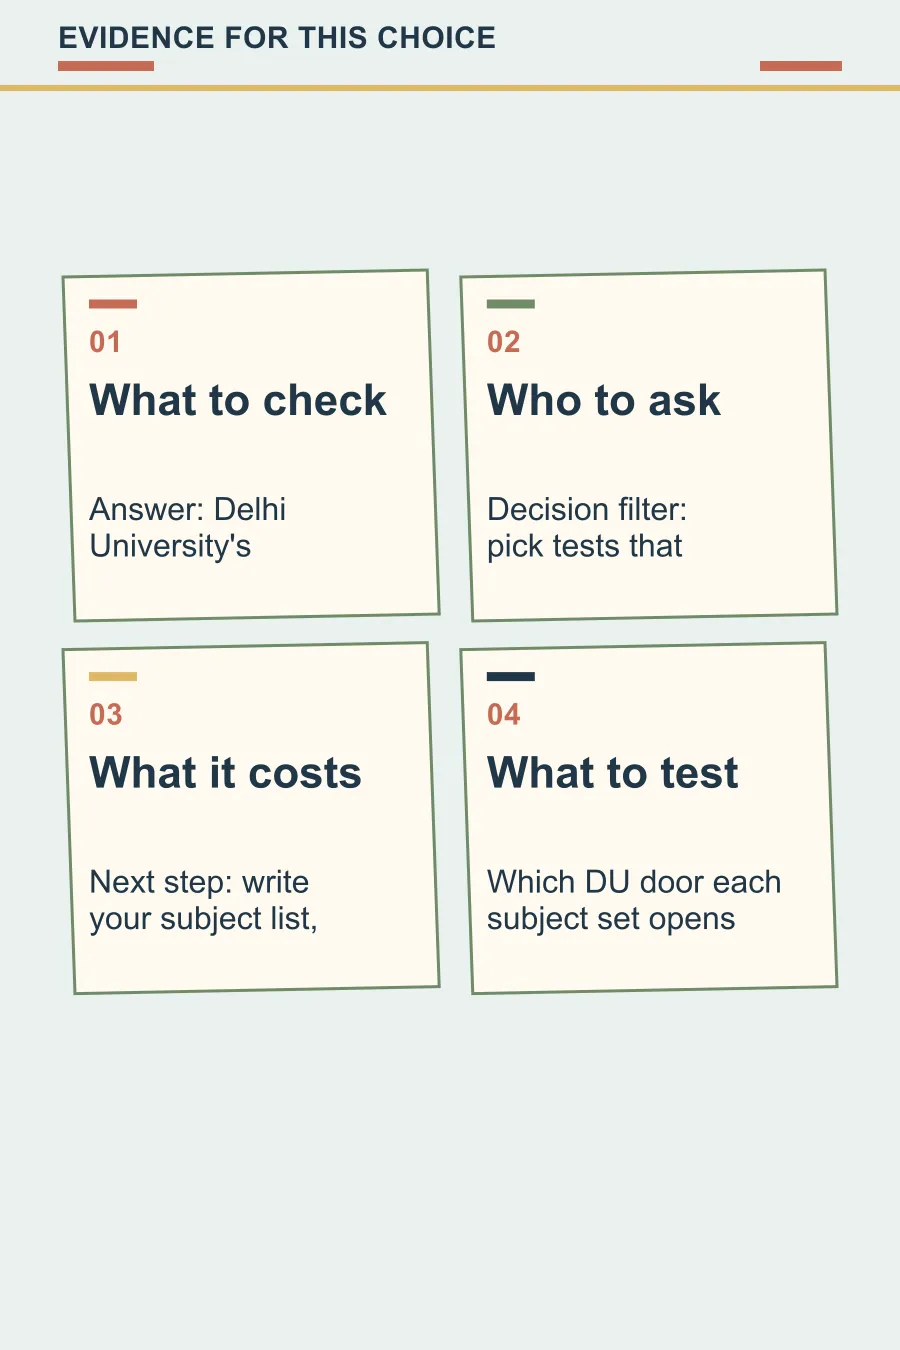 EVIDENCE FOR THIS CHOICE
01
What to check
Answer: Delhi
University's
02
Who to ask
Decision filter:
pick tests that
03
What it costs
Next step: write
your subject list,
04
What to test
Which DU door each
subject set opens